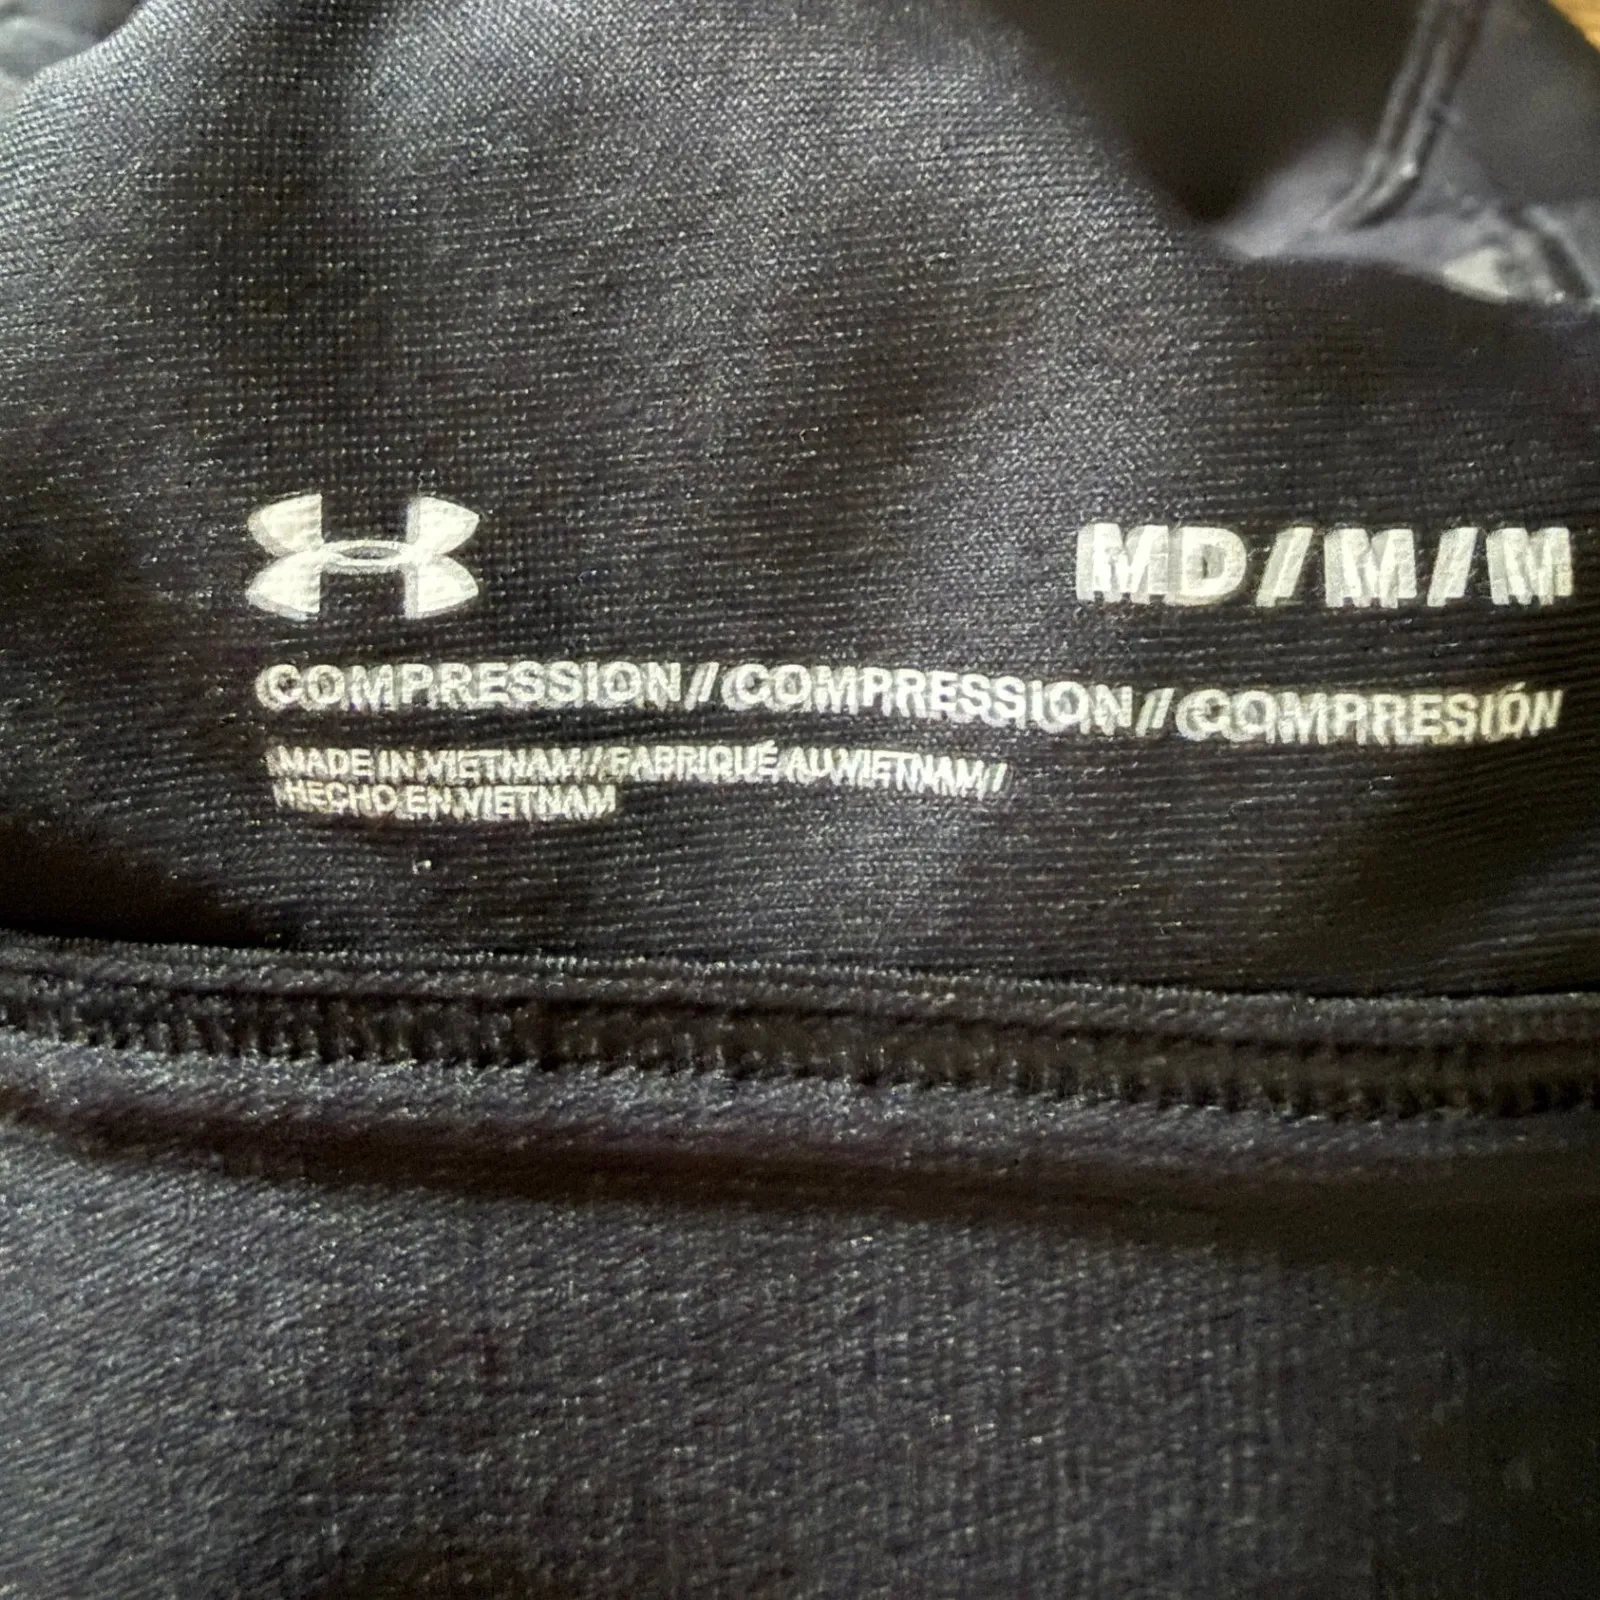 MD/M/M
COMPRESSION//COMPRESSION//COMPRESIÓN
MADE IN VIETNAM//FABRIQUÉ AU VIETNAM//
HECHO EN VIETNAM